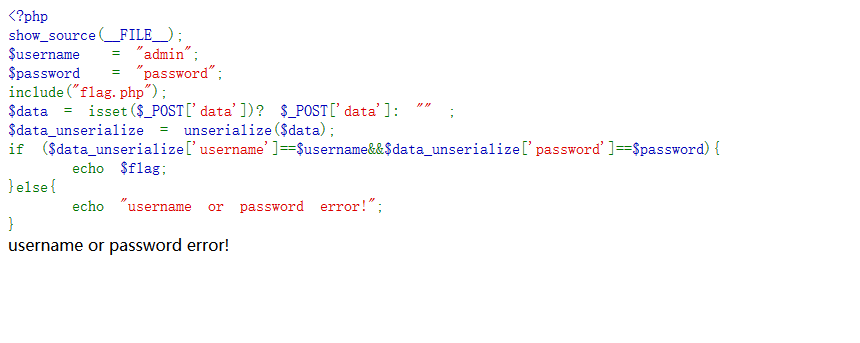 <?php
show_source(__FILE__);
$username    =  "admin";
$password    =  "password";
include("flag.php");
$data  =  isset($_POST['data'])?  $_POST['data']:  ""  ;
$data_unserialize  =  unserialize($data);
if  ($data_unserialize['username']==$username&&$data_unserialize['password']==$password){
        echo  $flag;
}else{
        echo  "username  or  password  error!";
}
username or password error!